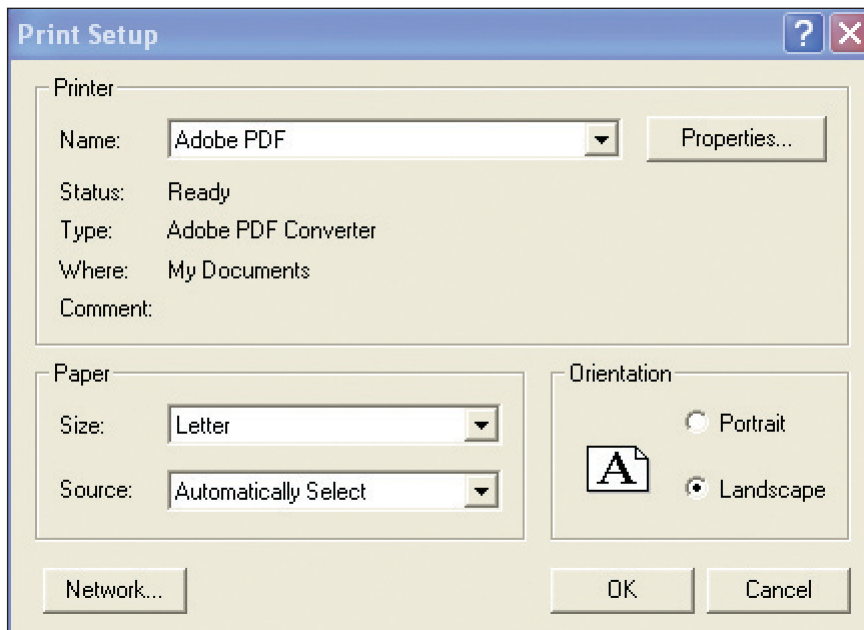 Print Setup
Printer
Name: Adobe PDF Properties...
Status: Ready
Type: Adobe PDF Converter
Where: My Documents
Comment:
Paper
Size: Letter
Source: Automatically Select
Orientation
Portrait
A
Landscape
Network... OK Cancel